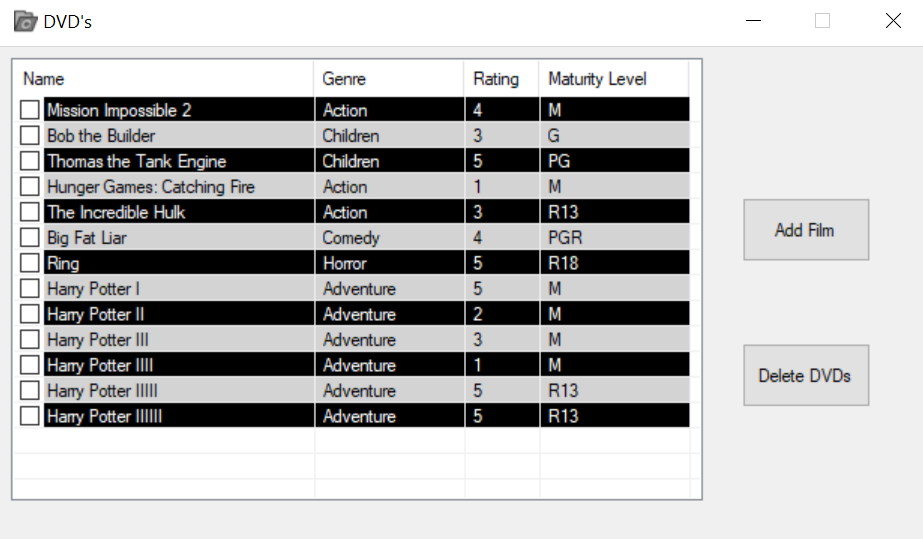 DVD's
Name Genre Rating Maturity Level
Mission Impossible 2 Action 4 M
Bob the Builder Children 3 G
Thomas the Tank Engine Children 5 PG
Hunger Games: Catching Fire Action 1 M
The Incredible Hulk Action 3 R13
Big Fat Liar Comedy 4 PGR
Ring Horror 5 R18
Harry Potter I Adventure 5 M
Harry Potter II Adventure 2 M
Harry Potter III Adventure 3 M
Harry Potter IIII Adventure 1 M
Harry Potter IIIII Adventure 5 R13
Harry Potter IIIIII Adventure 5 R13
Add Film
Delete DVDs